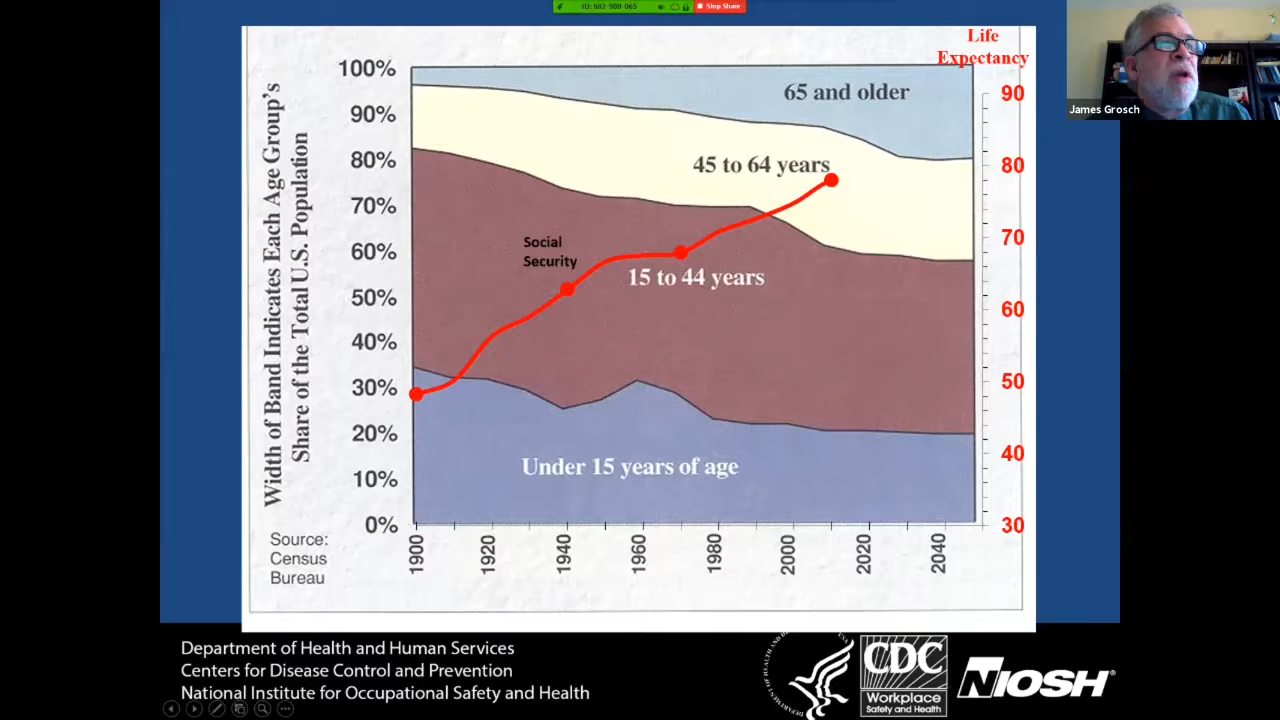 ID: 682-900-065
Stop Share
James Grosch
Life
Expectancy
Width of Band Indicates Each Age Group's
Share of the Total U.S. Population
100%
90%
80%
70%
60%
50%
40%
30%
20%
10%
0%
65 and older
45 to 64 years
Social
Security
15 to 44 years
Under 15 years of age
90
80
70
60
50
40
30
1900
1920
1940
1960
1980
2000
2020
2040
Source:
Census
Bureau
Department of Health and Human Services
Centers for Disease Control and Prevention
National Institute for Occupational Safety and Health
CDC
Workplace
Safety and Health
NIOSH